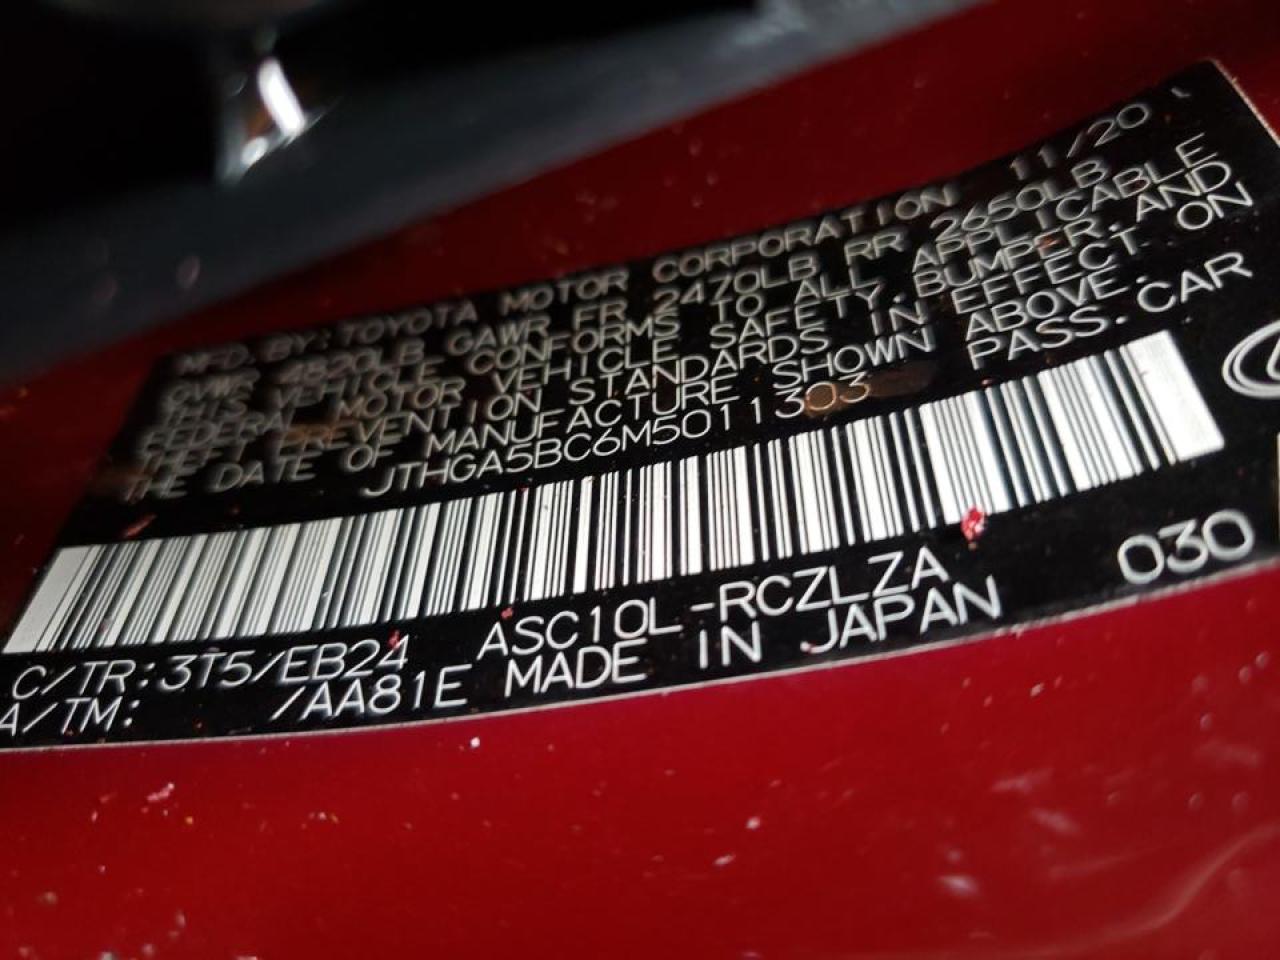 MFD. BY: TOYOTA MOTOR CORPORATION 11/20
GVWR 4520LB GAWR FR 2470LB RR 2650LB
THIS VEHICLE CONFORMS TO ALL APPLICABLE
FEDERAL MOTOR VEHICLE SAFETY, BUMPER, AND
THEFT PREVENTION STANDARDS IN EFFECT ON
THE DATE OF MANUFACTURE SHOWN ABOVE.
JTHGA5BC6M5011303 PASS. CAR
C/TR: 3T5/EB24 ASC10L-RCZLZA 030
A/TM: /AA81E MADE IN JAPAN